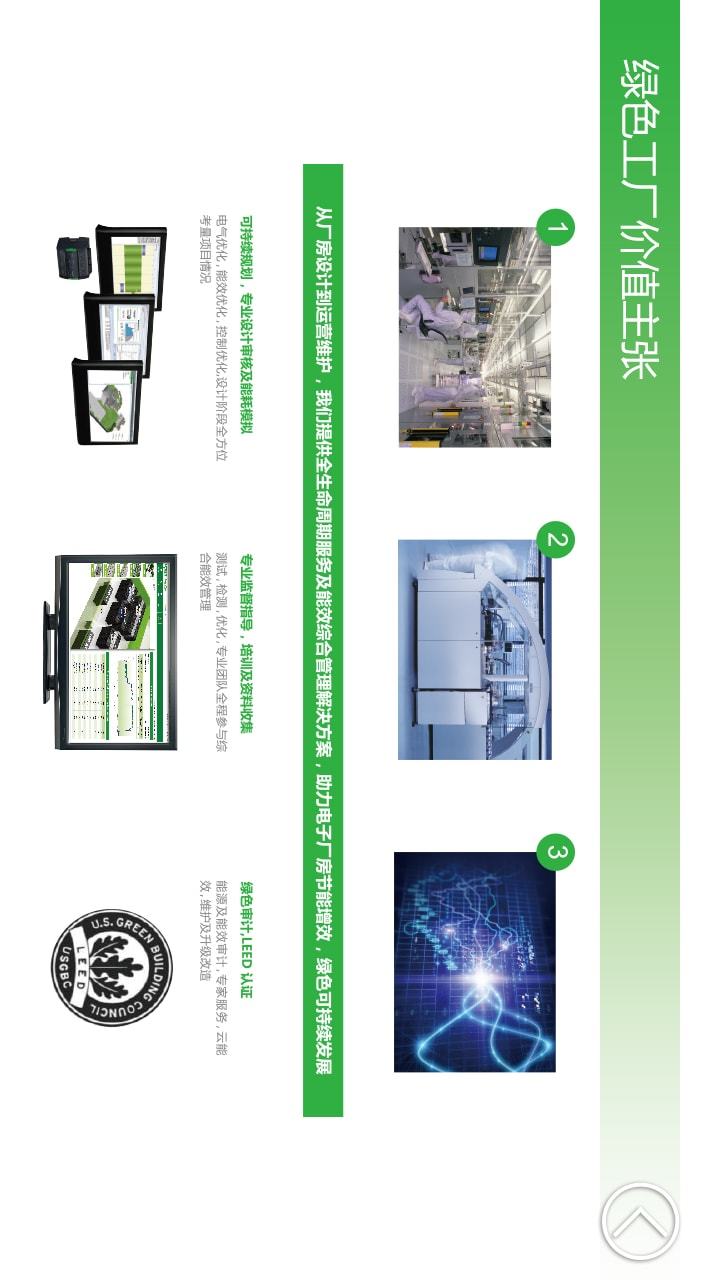 绿色工厂价值主张
1
2
3
从厂房设计到运营维护，我们提供全生命周期服务及能效综合管理解决方案，助力电子厂房节能增效，绿色可持续发展
可持续规划，专业设计审核及能耗模拟
电气优化，能效优化，控制优化，设计阶段全方位
考量项目情况
专业监督指导，培训及资料收集
测试，检测，优化，专业团队全程参与综
合能效管理
绿色审计，LEED 认证
能源及能效审计，专家服务，云能
效，维护及升级改造
U.S. GREEN BUILDING COUNCIL
LEED
USGBC